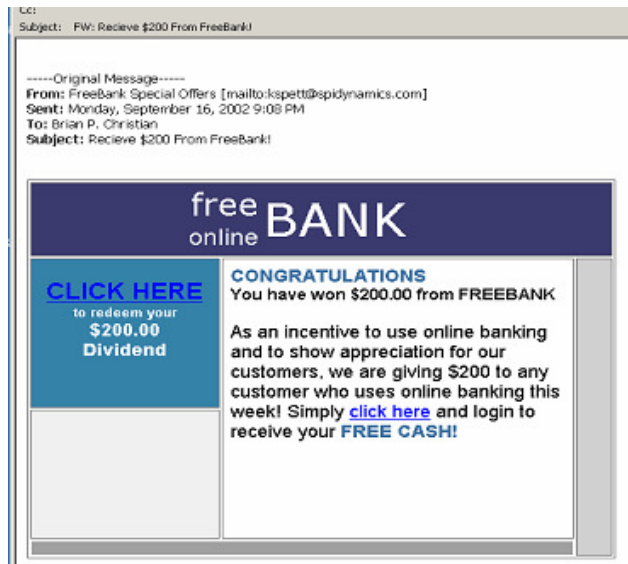 Cc:
Subject: FW: Recieve $200 From FreeBank!
-----Original Message-----
From: FreeBank Special Offers [mailto:kspett@spidynamics.com]
Sent: Monday, September 16, 2002 9:08 PM
To: Brian P. Christian
Subject: Recieve $200 From FreeBank!
free
online BANK
CLICK HERE
to redeem your
$200.00
Dividend
CONGRATULATIONS
You have won $200.00 from FREEBANK
As an incentive to use online banking
and to show appreciation for our
customers, we are giving $200 to any
customer who uses online banking this
week! Simply click here and login to
receive your FREE CASH!